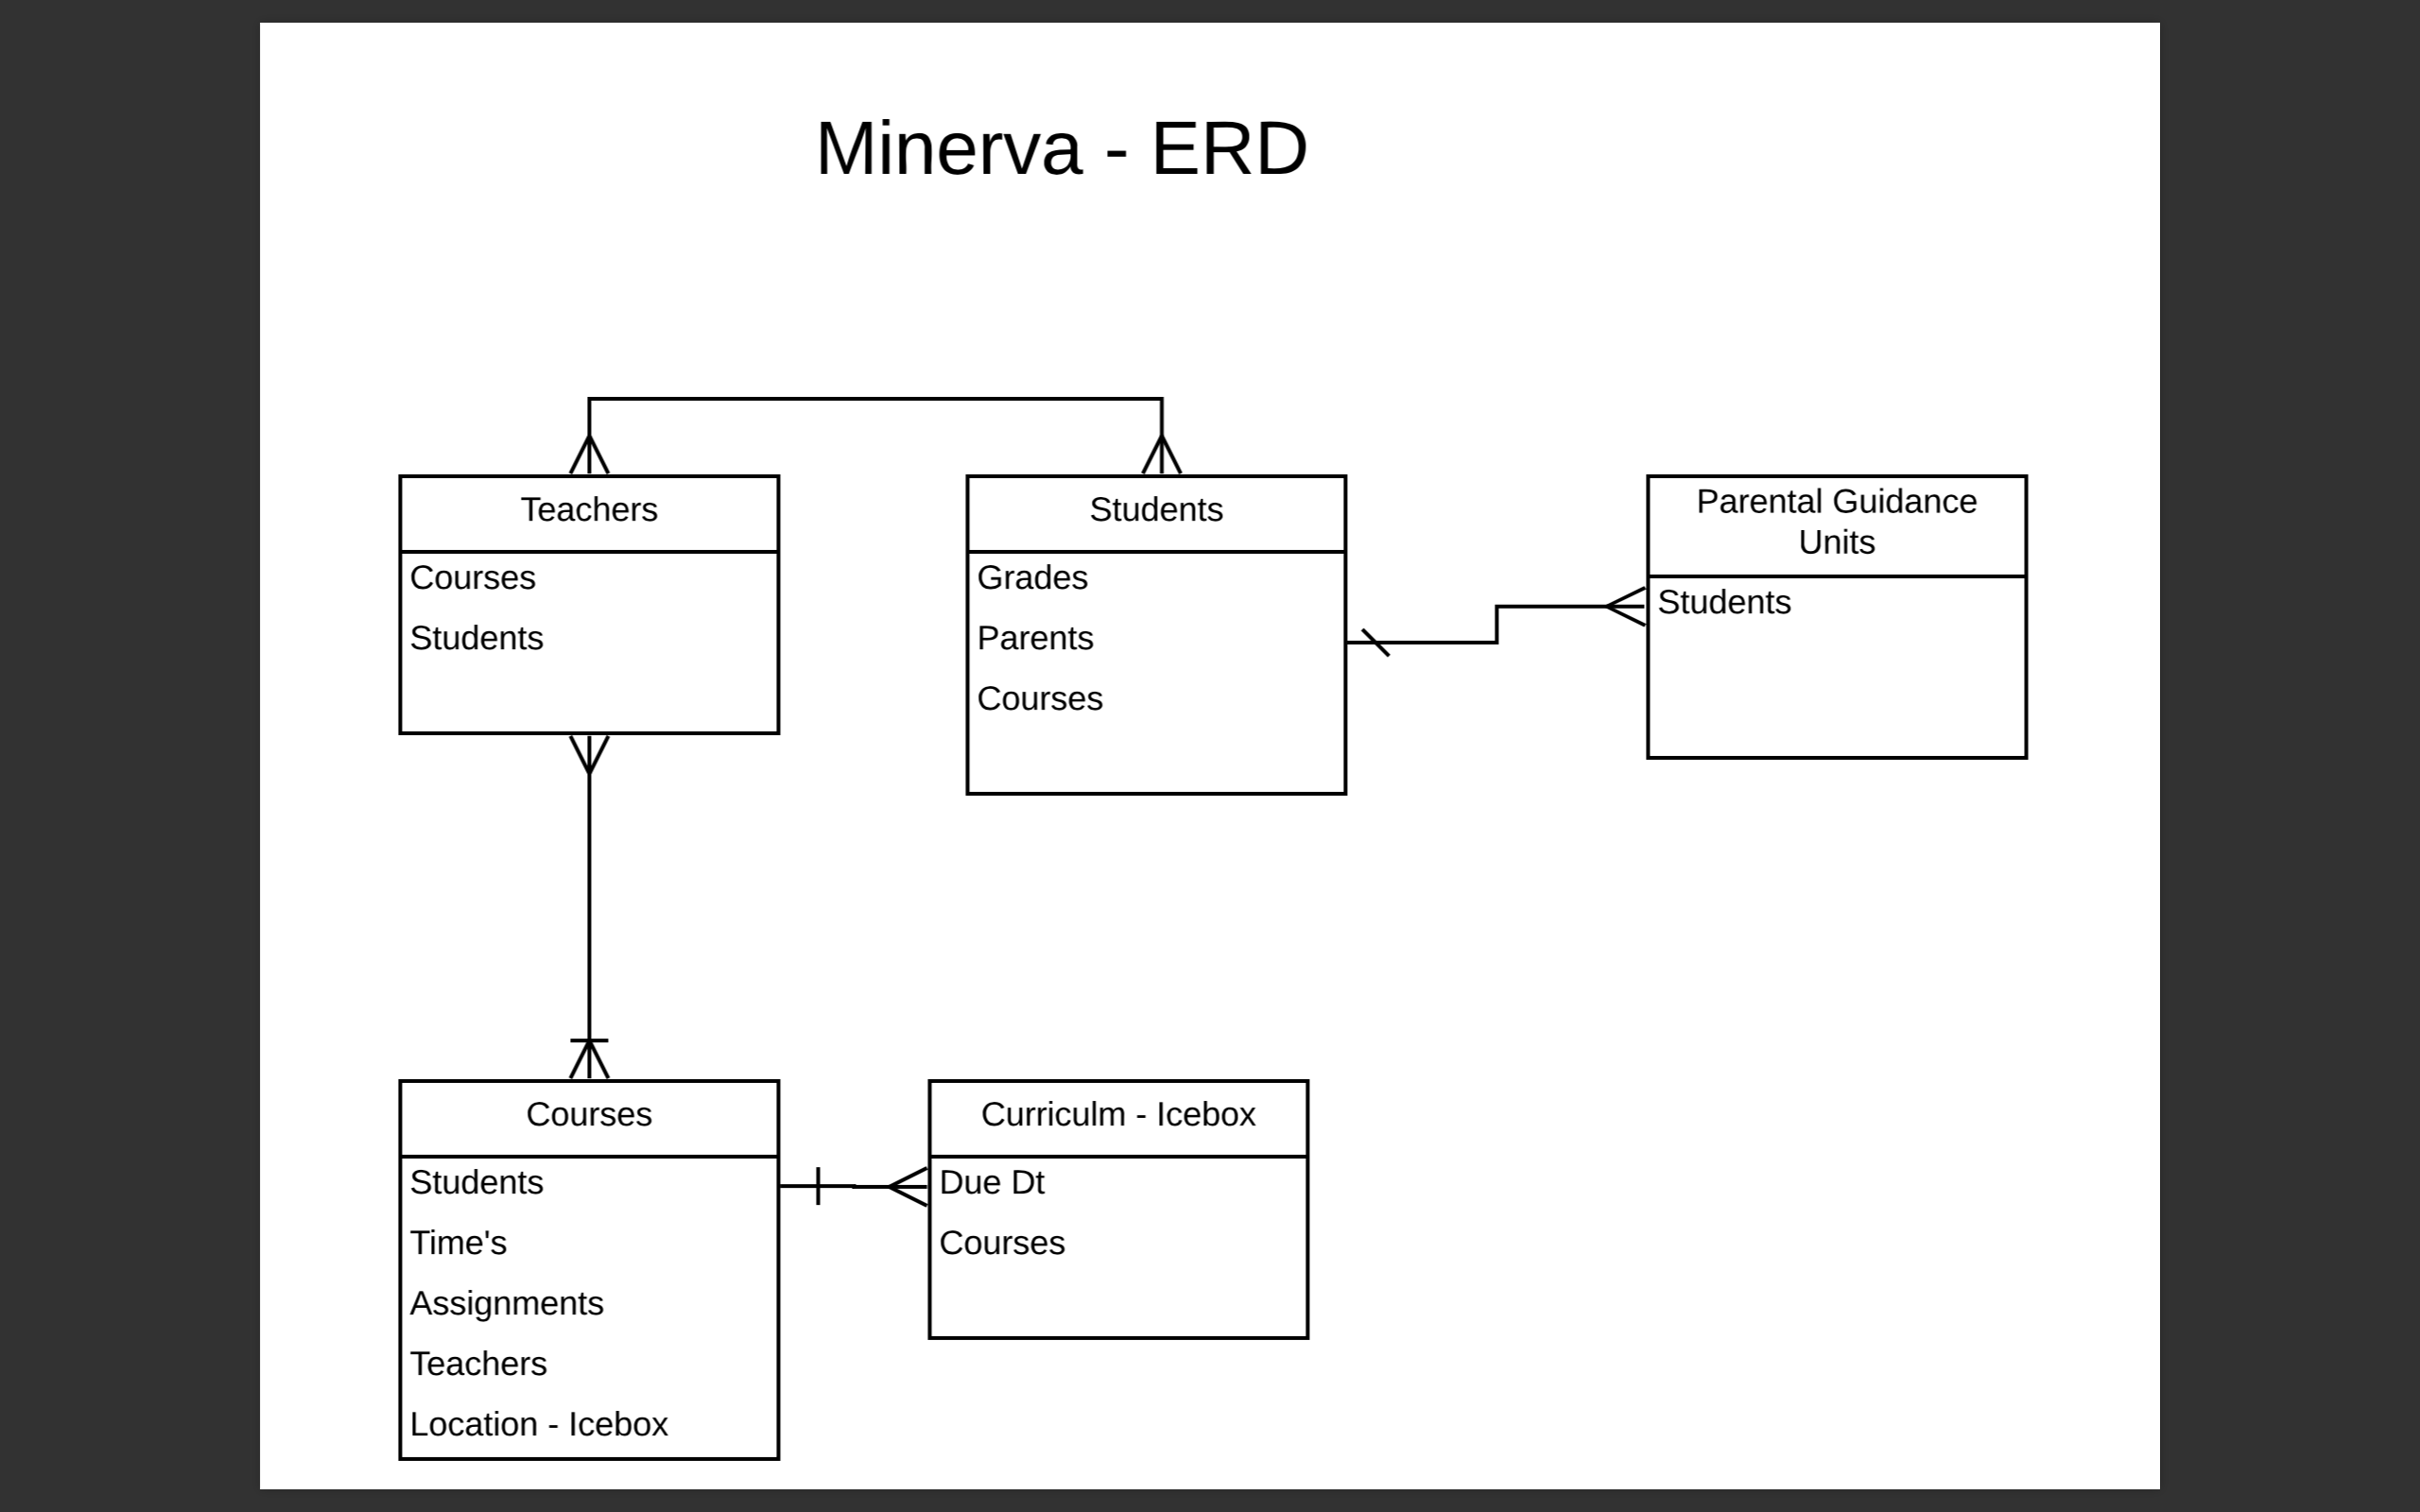 Minerva - ERD
Teachers
Courses
Students
Students
Grades
Parents
Courses
Parental Guidance
Units
Students
Courses
Students
Time's
Assignments
Teachers
Location - Icebox
Curriculm - Icebox
Due Dt
Courses